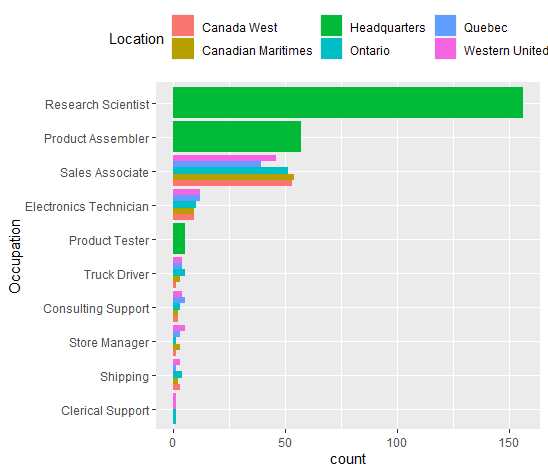 Location
Canada West
Headquarters
Quebec
Canadian Maritimes
Ontario
Western United
Research Scientist
Product Assembler
Sales Associate
Electronics Technician
Product Tester
Truck Driver
Consulting Support
Store Manager
Shipping
Clerical Support
Occupation
0 50 100 150
count